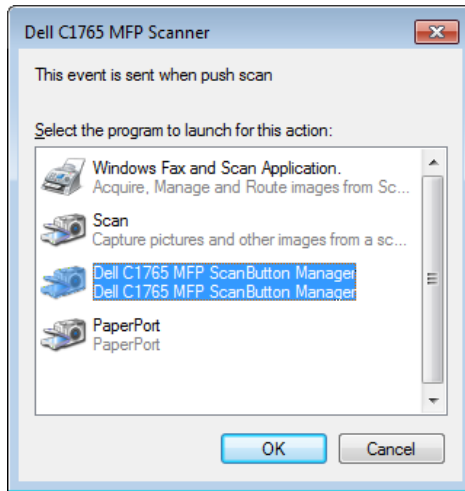 Dell C1765 MFP Scanner
This event is sent when push scan
Select the program to launch for this action:
Windows Fax and Scan Application.
Acquire, Manage and Route images from Sc...
Scan
Capture pictures and other images from a sc...
Dell C1765 MFP ScanButton Manager
Dell C1765 MFP ScanButton Manager
PaperPort
PaperPort
OK
Cancel